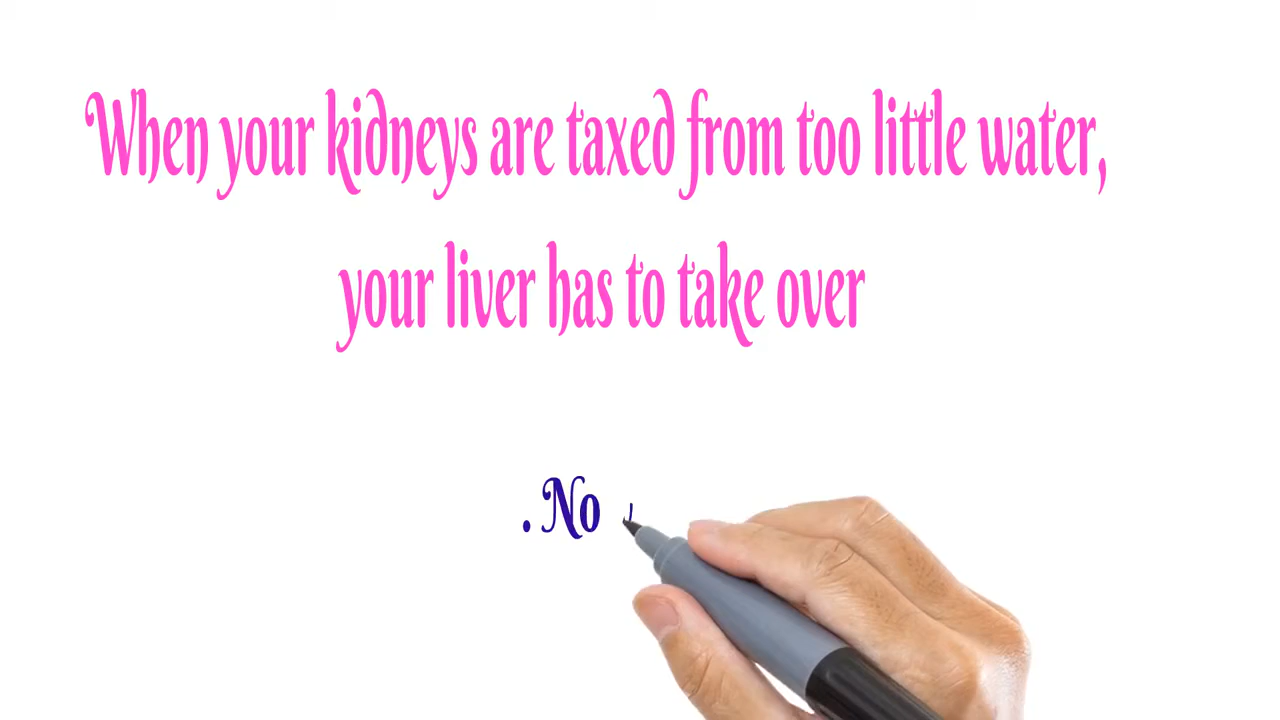 When your kidneys are taxed from too little water,
your liver has to take over
. No